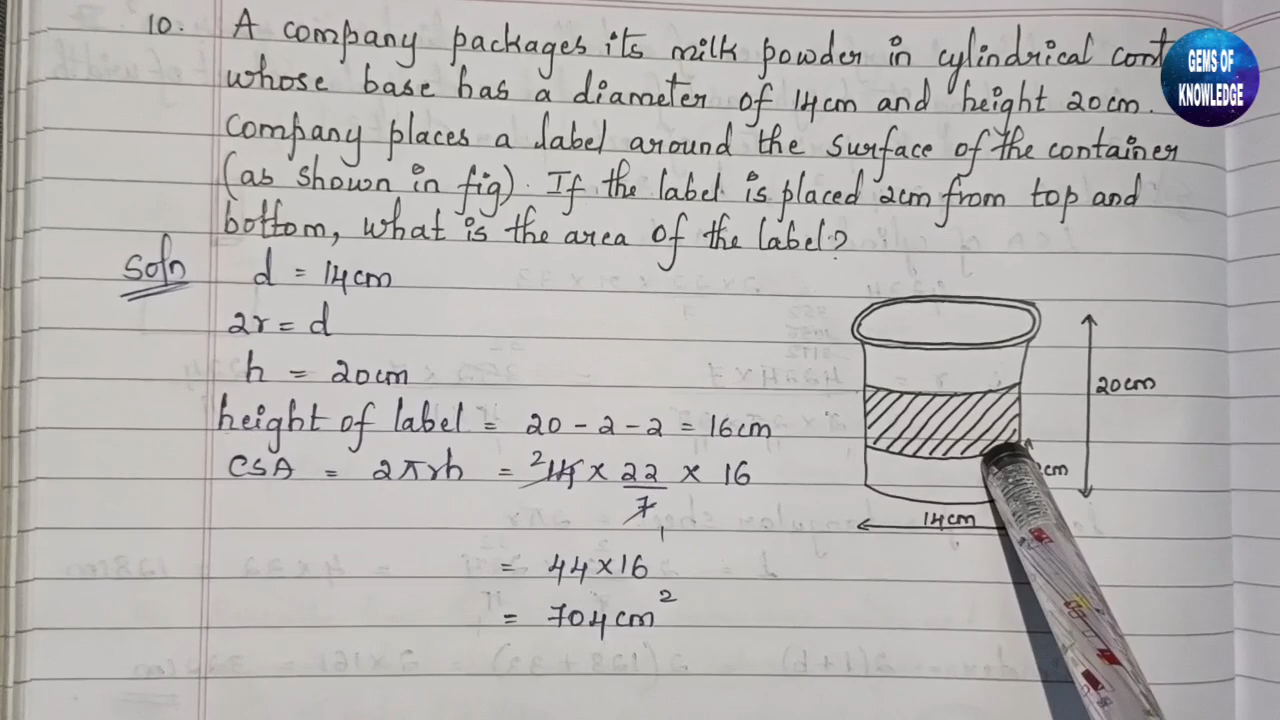 10. A company packages its milk powder in cylindrical cont
whose base has a diameter of 14cm and height 20cm.
company places a label around the surface of the container
(as shown in fig). If the label is placed 2cm from top and
bottom, what is the area of the label?
Soln d = 14cm
2r = d
h = 20cm
height of label = 20 - 2 - 2 = 16cm
CSA = 2πrh = 2 14 × 22/7 × 16
1
= 44×16
= 704cm²
20cm
cm
14cm
GEMS OF
KNOWLEDGE